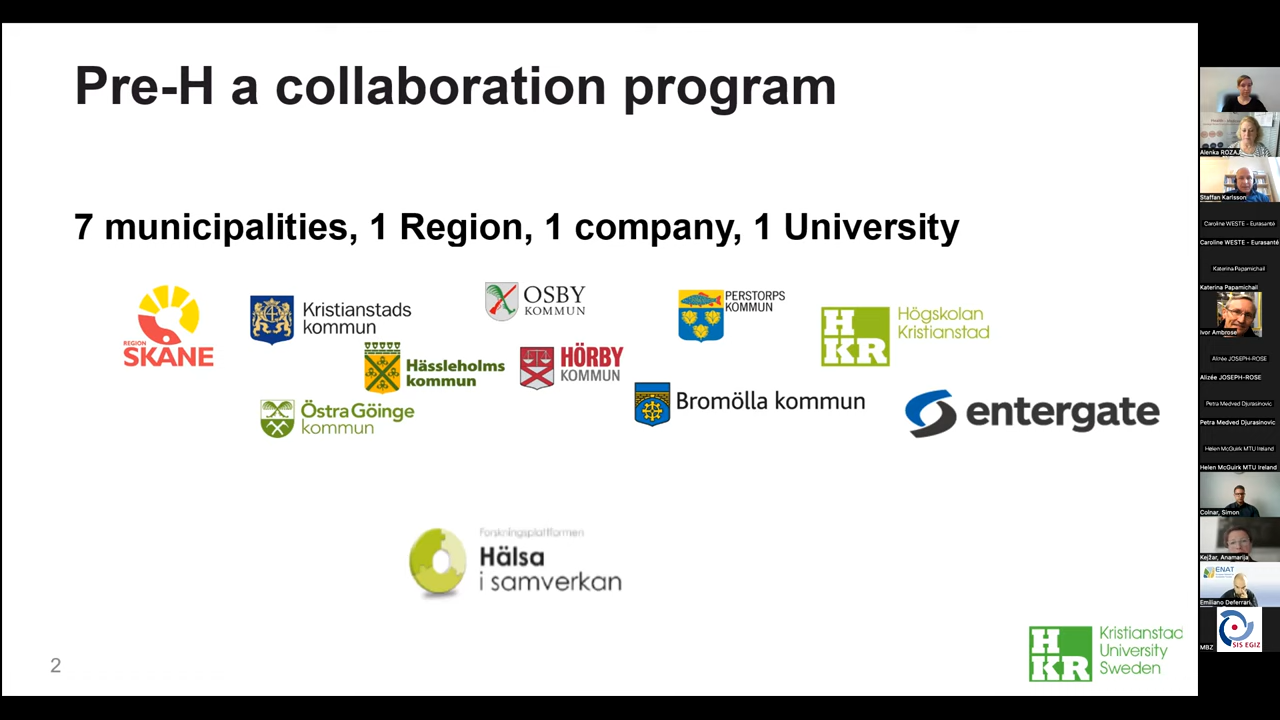 Pre-H a collaboration program
7 municipalities, 1 Region, 1 company, 1 University
REGION
SKÅNE
Kristianstads
kommun
OSBY
KOMMUN
PERSTORPS
KOMMUN
H
KR
Högskolan
Kristianstad
Hässleholms
kommun
HÖRBY
KOMMUN
Östra Göinge
kommun
Bromölla kommun
entergate
Forskningsplattformen
Hälsa
i samverkan
2
H
KR
Kristianstad
University
Sweden
Alenka ROZAJ
Staffan Karlsson
Caroline WESTE - Eurasanté
Caroline WESTE - Eurasanté
Katerina Papamichail
Katerina Papamichail
Ivor Ambrose
Alizée JOSEPH-ROSE
Alizée JOSEPH-ROSE
Petra Medved Djurasinovic
Petra Medved Djurasinovic
Helen McGuirk MTU Ireland
Helen McGuirk MTU Ireland
Colnar, Simon
Kejžar, Anamarija
ENAT
Emiliano Deferrari
SIS EGIZ
MBZ